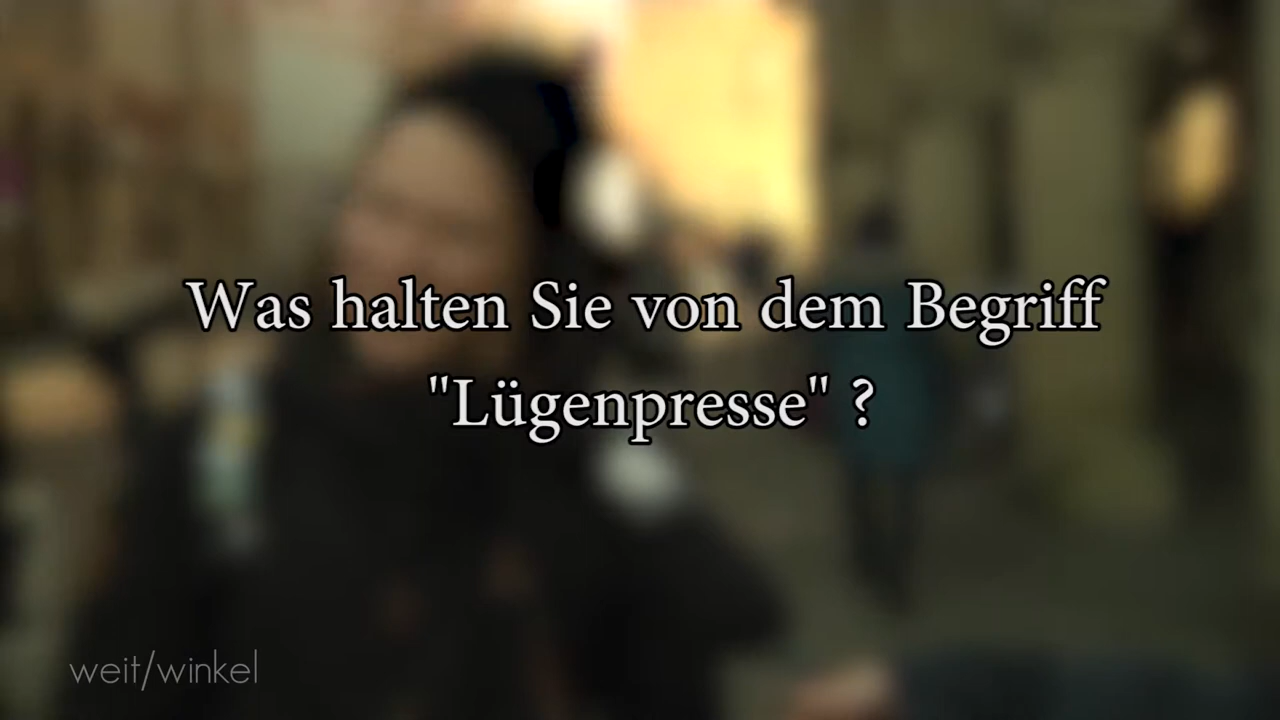 Was halten Sie von dem Begriff
"Lügenpresse" ?
weit/winkel